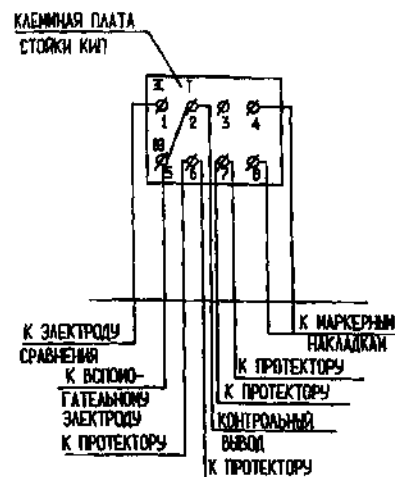 КЛЕММНАЯ ПЛАТА
СТОЙКИ КИП
Т
1 2 3 4
ВЭ
5 6 7 8
К ЭЛЕКТРОДУ
СРАВНЕНИЯ
К МАРКЕРНЫМ
НАКЛАДКАМ
К ВСПОМО-
ГАТЕЛЬНОМУ
ЭЛЕКТРОДУ
К ПРОТЕКТОРУ
К ПРОТЕКТОРУ
К ПРОТЕКТОРУ
КОНТРОЛЬНЫЙ
ВЫВОД
К ПРОТЕКТОРУ